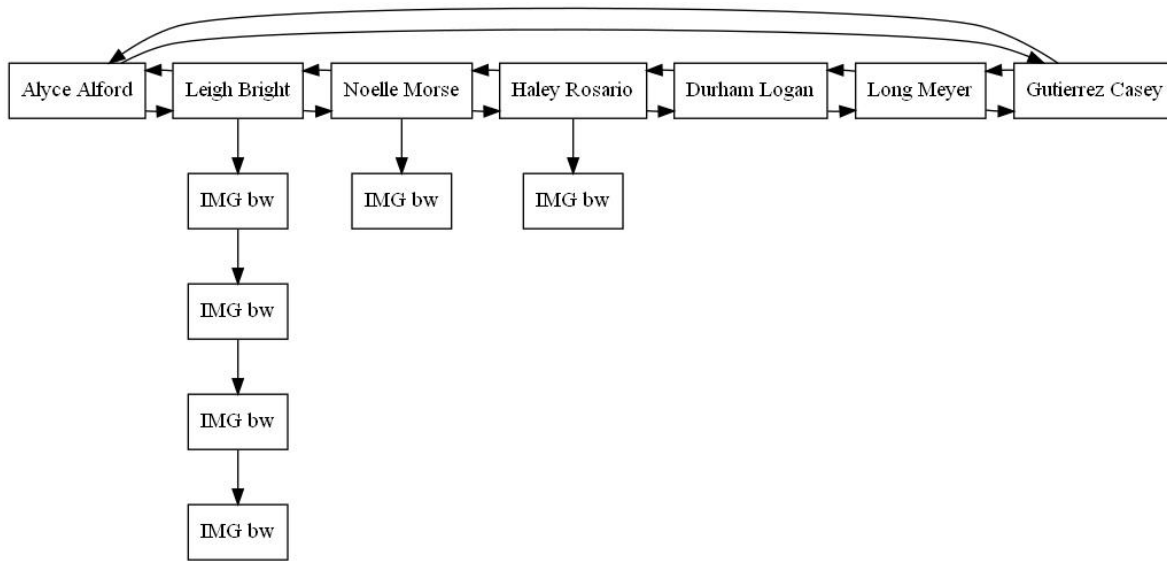 Alyce Alford
Leigh Bright
Noelle Morse
Haley Rosario
Durham Logan
Long Meyer
Gutierrez Casey
IMG bw
IMG bw
IMG bw
IMG bw
IMG bw
IMG bw